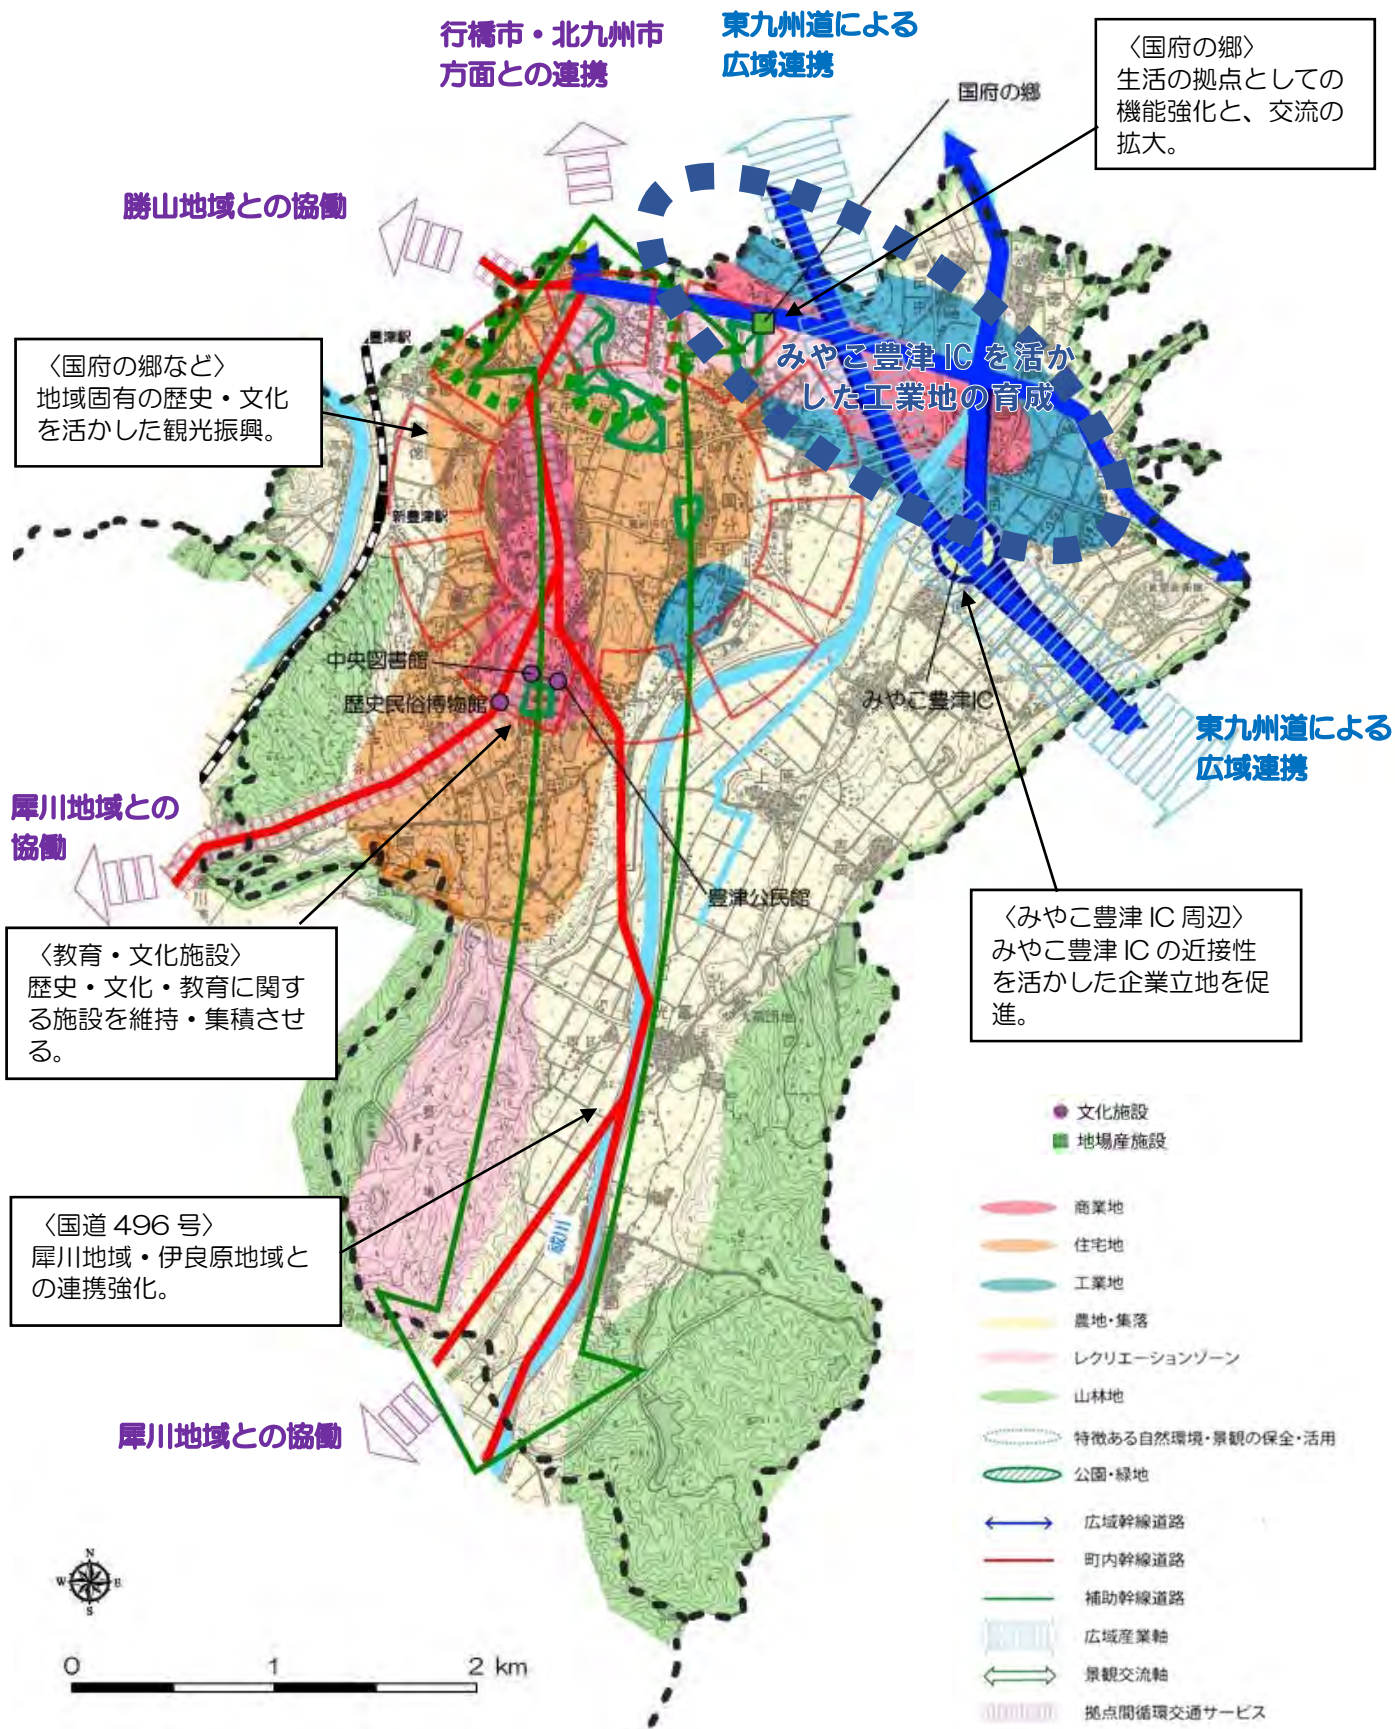 行橋市・北九州市
方面との連携
東九州道による
広域連携
〈国府の郷〉
生活の拠点としての
機能強化と、交流の
拡大。
国府の郷
勝山地域との協働
豊津駅
〈国府の郷など〉
地域固有の歴史・文化
を活かした観光振興。
みやこ豊津 IC を活か
した工業地の育成
新豊津駅
中央図書館
歴史民俗博物館
みやこ豊津IC
東九州道による
広域連携
犀川地域との
協働
豊津公民館
〈みやこ豊津 IC 周辺〉
みやこ豊津 IC の近接性
を活かした企業立地を促
進。
〈教育・文化施設〉
歴史・文化・教育に関す
る施設を維持・集積させ
る。
〈国道 496 号〉
犀川地域・伊良原地域と
の連携強化。
祓川
犀川地域との協働
文化施設
地場産施設
商業地
住宅地
工業地
農地・集落
レクリエーションゾーン
山林地
特徴ある自然環境・景観の保全・活用
公園・緑地
広域幹線道路
町内幹線道路
補助幹線道路
広域産業軸
景観交流軸
拠点間循環交通サービス
N
W E
S
0 1 2 km